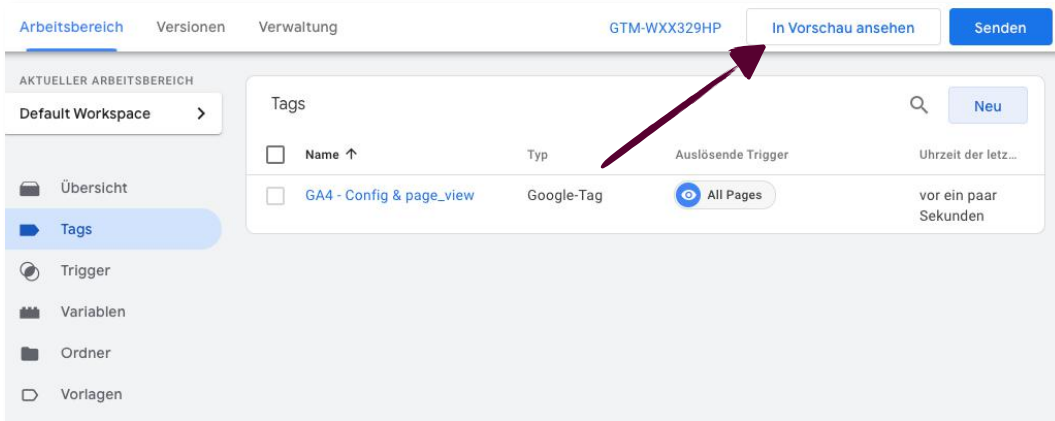 Arbeitsbereich Versionen Verwaltung GTM-WXX329HP In Vorschau ansehen Senden
AKTUELLER ARBEITSBEREICH
Default Workspace
Tags
Neu
Name Typ Auslösende Trigger Uhrzeit der letz...
GA4 - Config & page_view Google-Tag All Pages vor ein paar
Sekunden
Übersicht
Tags
Trigger
Variablen
Ordner
Vorlagen